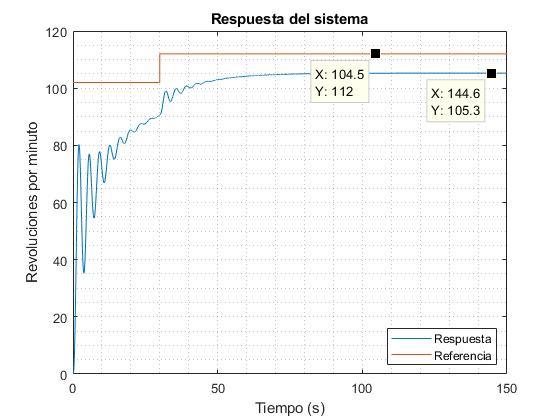 Respuesta del sistema
120
100
80
60
40
20
0
Revoluciones por minuto
X: 104.5
Y: 112
X: 144.6
Y: 105.3
Respuesta
Referencia
0
50
100
150
Tiempo (s)